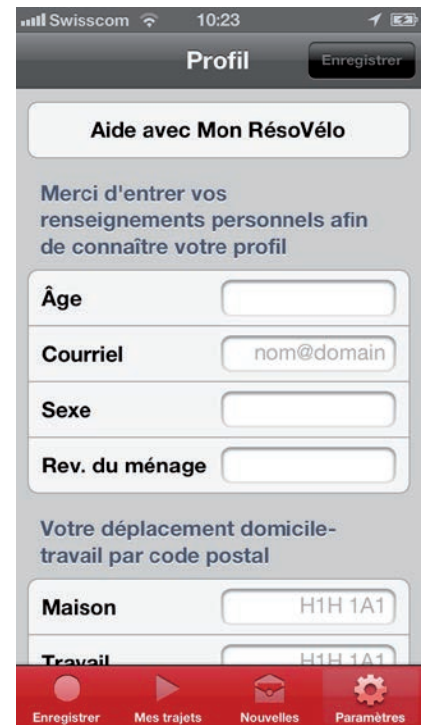 Swisscom 10:23
Profil Enregistrer
Aide avec Mon RésoVélo
Merci d'entrer vos
renseignements personnels afin
de connaître votre profil
Âge
Courriel nom@domain
Sexe
Rev. du ménage
Votre déplacement domicile-
travail par code postal
Maison H1H 1A1
Travail H1H 1A1
Enregistrer Mes trajets Nouvelles Paramètres